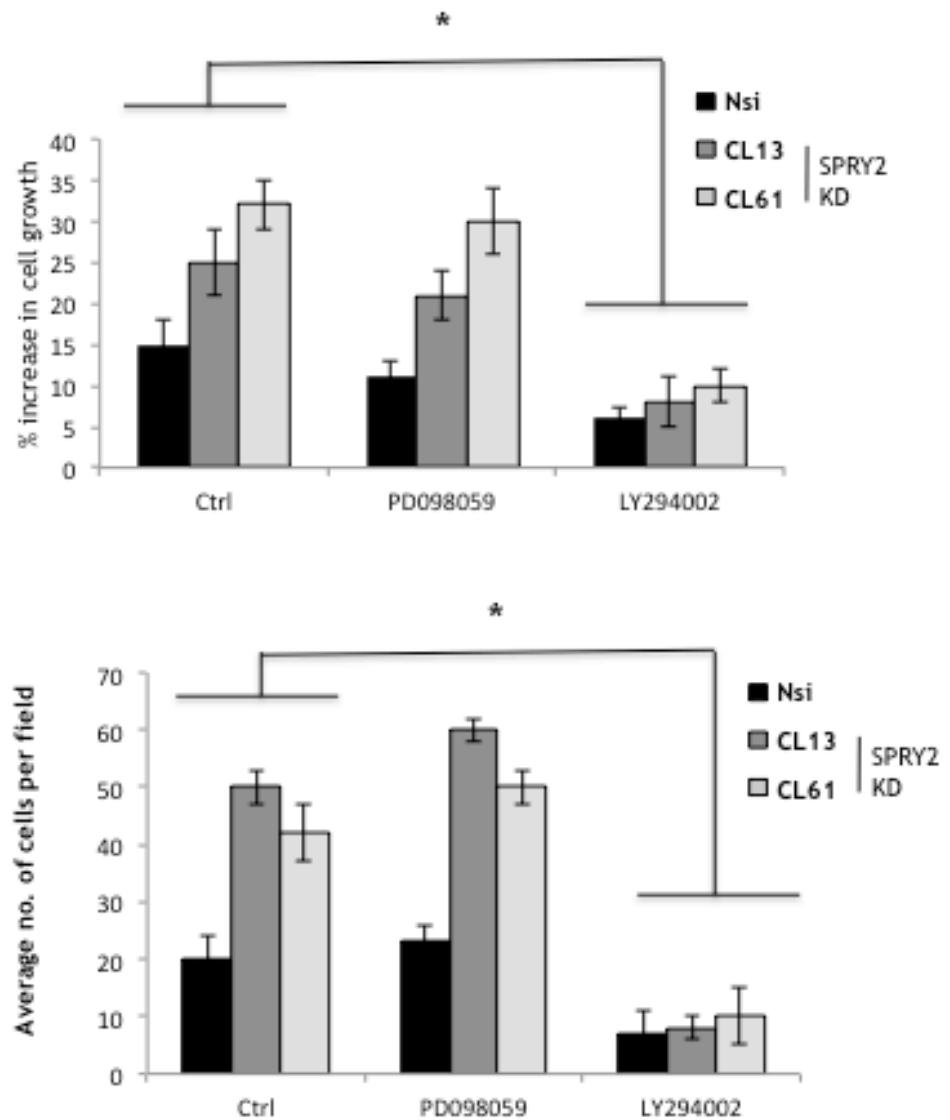 *
Nsi
CL13
CL61
SPRY2
KD
% increase in cell growth
40
35
30
25
20
15
10
5
0
Ctrl
PD098059
LY294002
*
Nsi
CL13
CL61
SPRY2
KD
Average no. of cells per field
70
60
50
40
30
20
10
0
Ctrl
PD098059
LY294002